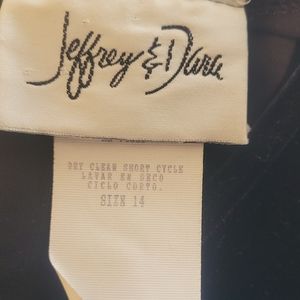 Jeffrey & Dara
DRY CLEAN SHORT CYCLE
LAVAR EN SECO
CICLO CORTO.
SIZE 14